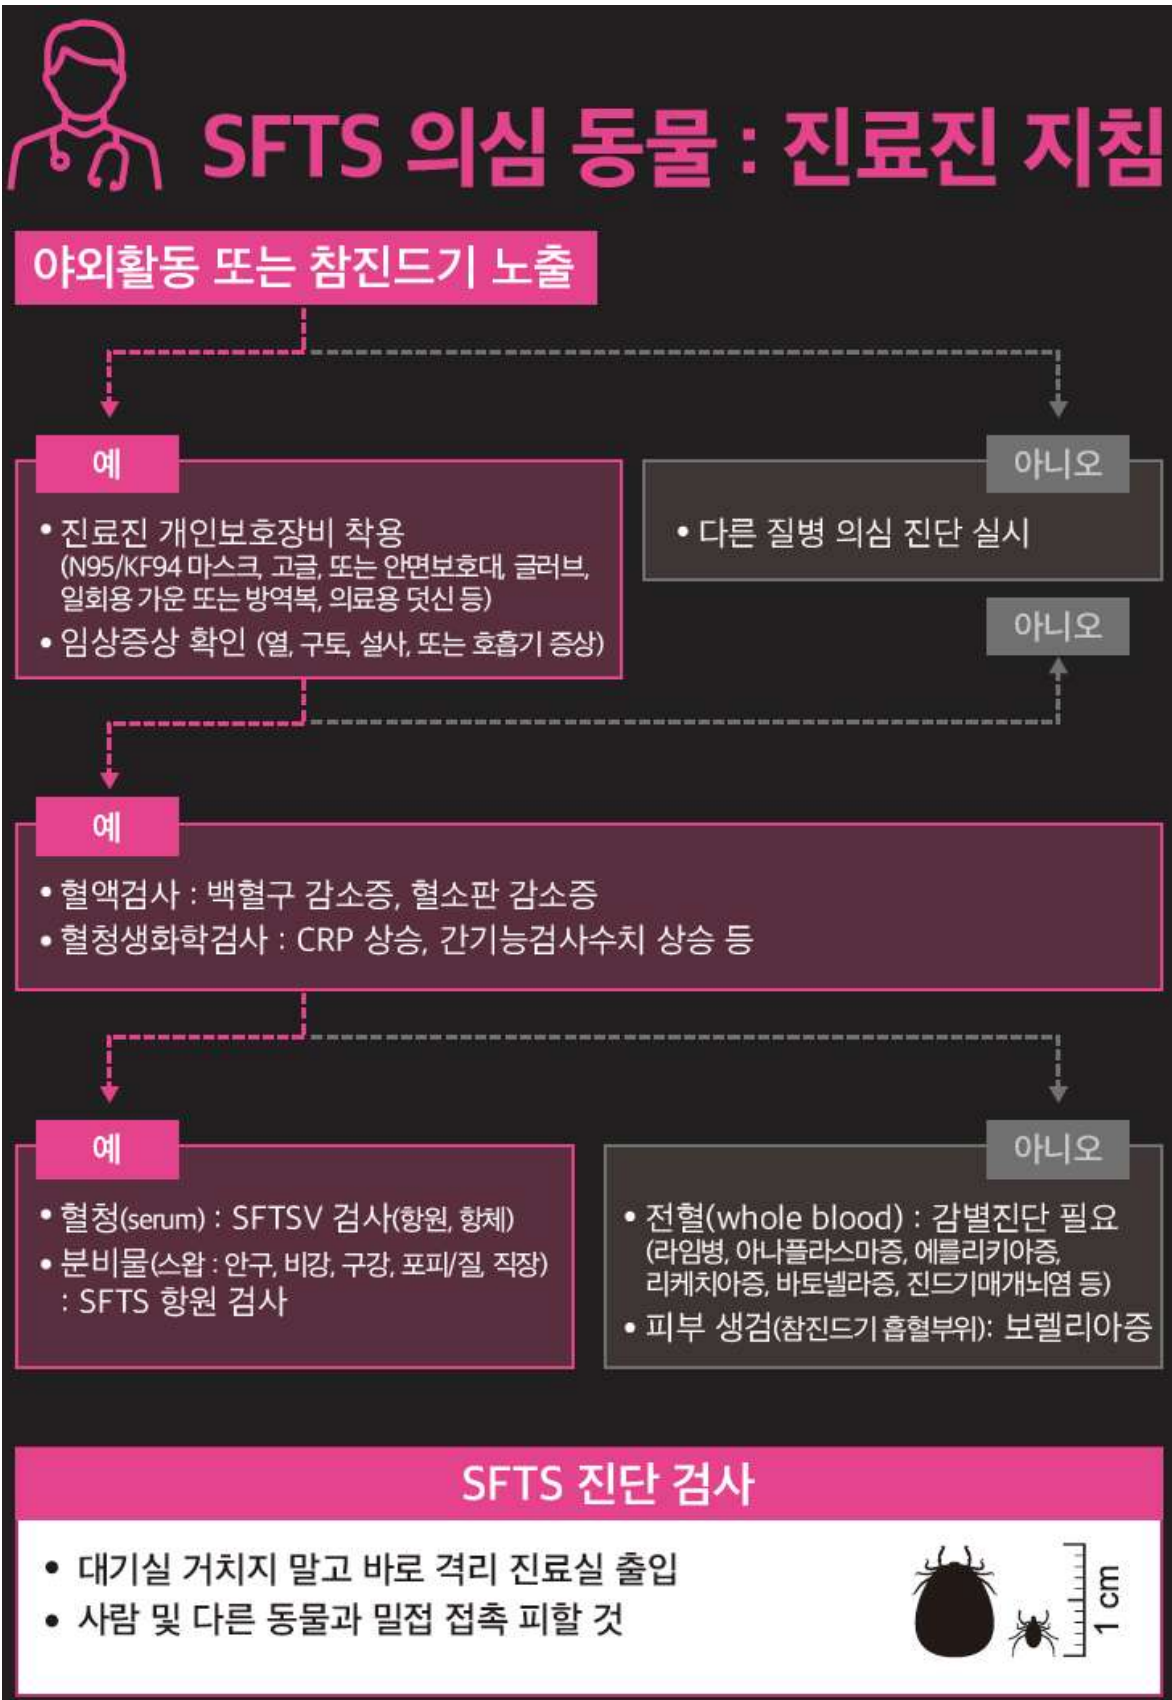 SFTS 의심 동물 : 진료진 지침
야외활동 또는 참진드기 노출
예
• 진료진 개인보호장비 착용
(N95/KF94 마스크, 고글, 또는 안면보호대, 글러브,
일회용 가운 또는 방역복, 의료용 덧신 등)
• 임상증상 확인 (열, 구토, 설사, 또는 호흡기 증상)
아니오
• 다른 질병 의심 진단 실시
아니오
예
• 혈액검사 : 백혈구 감소증, 혈소판 감소증
• 혈청생화학검사 : CRP 상승, 간기능검사수치 상승 등
예
• 혈청(serum) : SFTSV 검사(항원, 항체)
• 분비물(스왑 : 안구, 비강, 구강, 포피/질, 직장)
: SFTS 항원 검사
아니오
• 전혈(whole blood) : 감별진단 필요
(라임병, 아나플라스마증, 에를리키아증,
리케치아증, 바토넬라증, 진드기매개뇌염 등)
• 피부 생검(참진드기 흡혈부위): 보렐리아증
SFTS 진단 검사
• 대기실 거치지 말고 바로 격리 진료실 출입
• 사람 및 다른 동물과 밀접 접촉 피할 것
1 cm